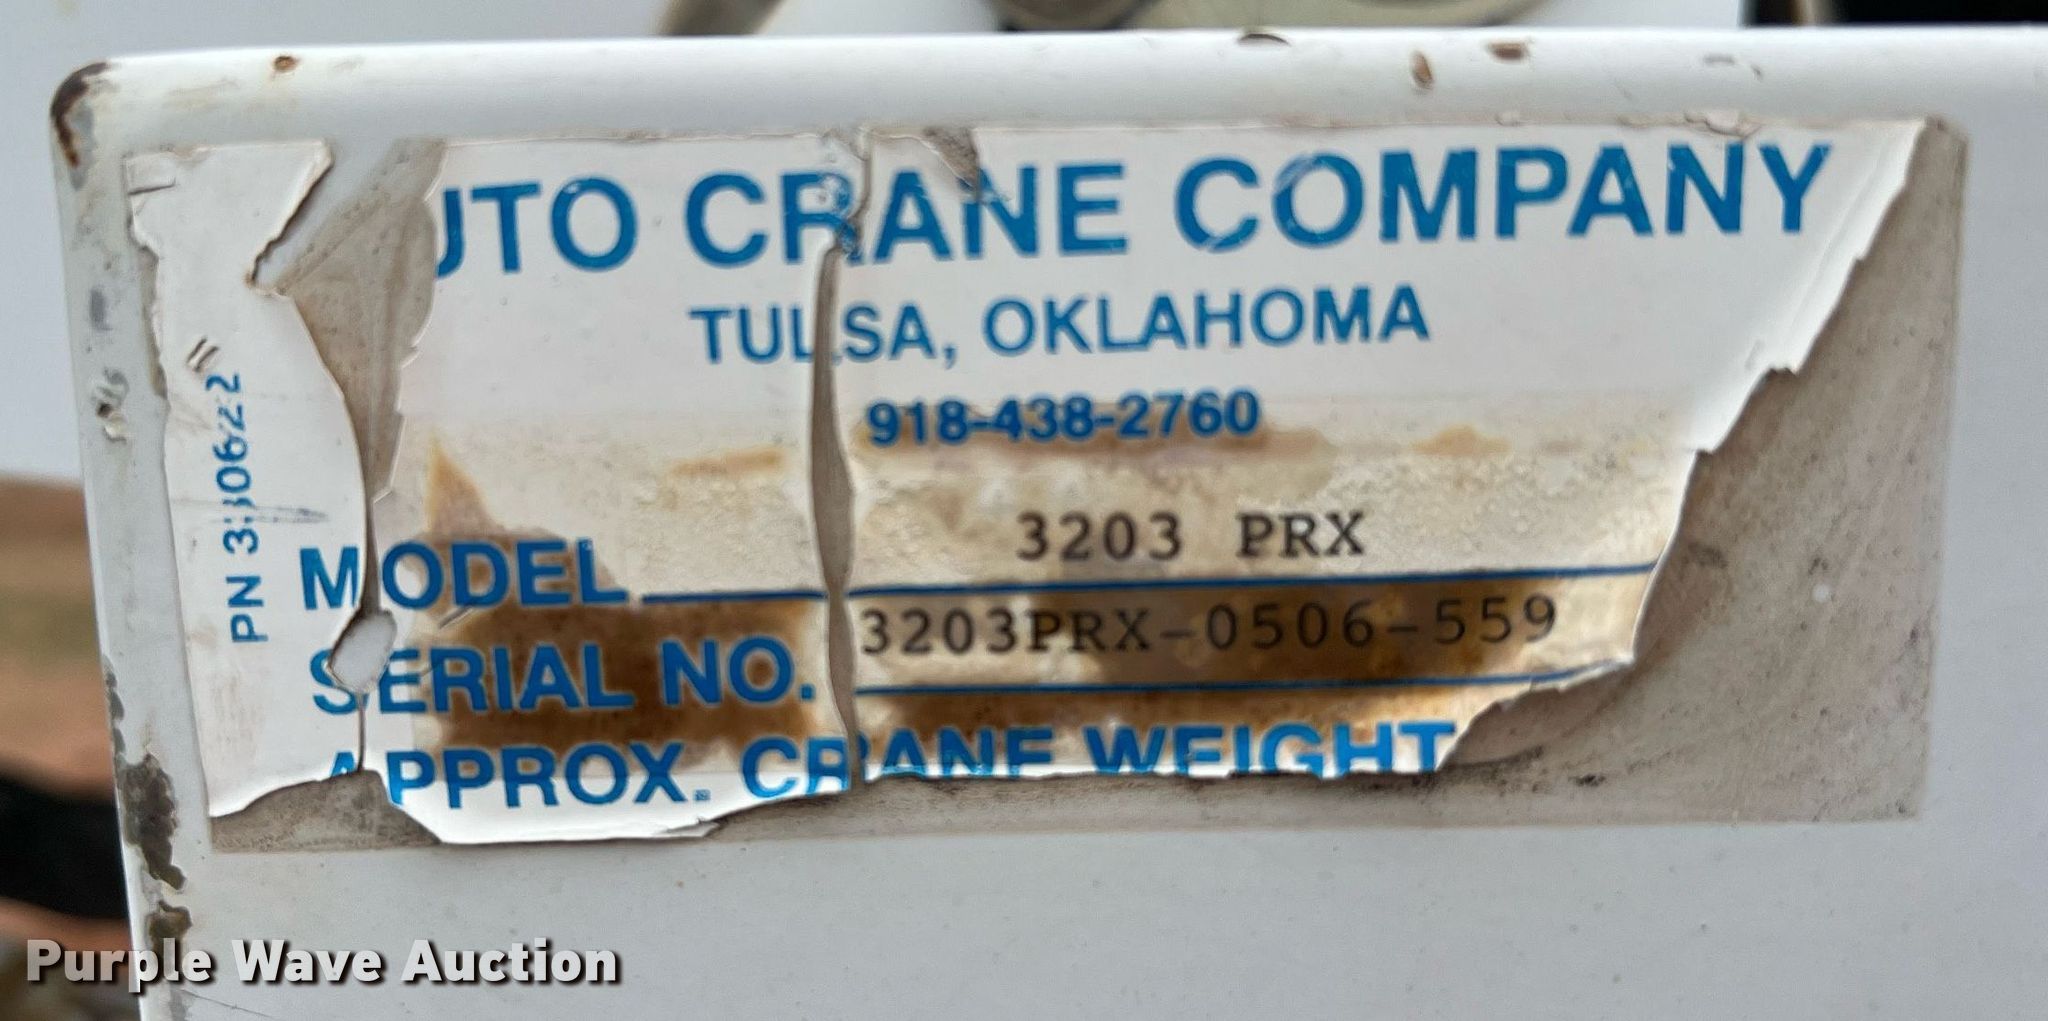 UTO CRANE COMPANY
TULSA, OKLAHOMA
918-438-2760
MODEL 3203 PRX
SERIAL NO. 3203PRX-0506-559
APPROX. CRANE WEIGHT
PN
Purple Wave Auction